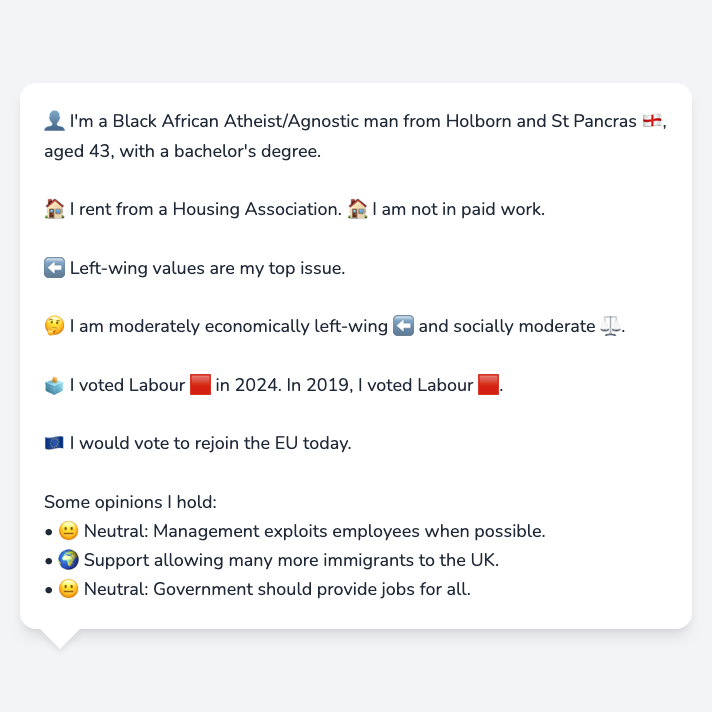 👤 I'm a Black African Atheist/Agnostic man from Holborn and St Pancras 🏴󠁧󠁢󠁥󠁮󠁧󠁿,
aged 43, with a bachelor's degree.
🏠 I rent from a Housing Association. 🏠 I am not in paid work.
⬅️ Left-wing values are my top issue.
🤔 I am moderately economically left-wing ⬅️ and socially moderate ⚖️.
🗳️ I voted Labour 🟥 in 2024. In 2019, I voted Labour 🟥.
🇪🇺 I would vote to rejoin the EU today.
Some opinions I hold:
• 😐 Neutral: Management exploits employees when possible.
• 🌍 Support allowing many more immigrants to the UK.
• 😐 Neutral: Government should provide jobs for all.